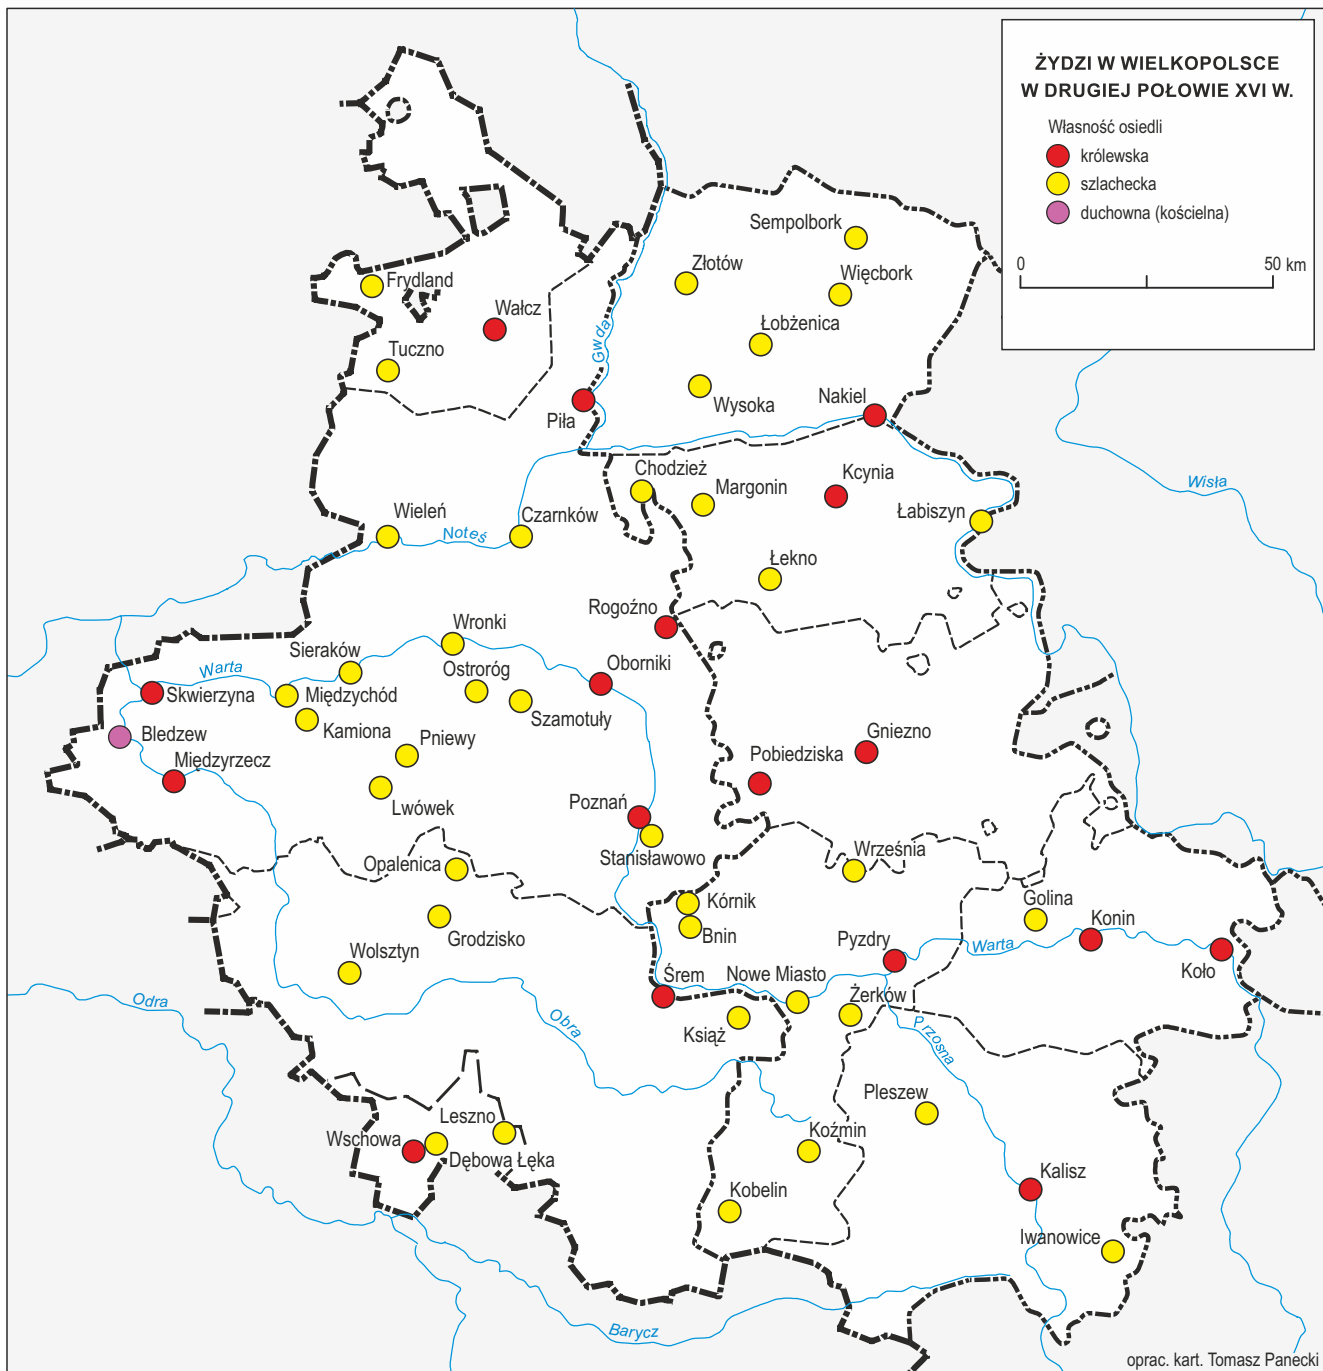 ŻYDZI W WIELKOPOLSCE
W DRUGIEJ POŁOWIE XVI W.
Własność osiedli
królewska
szlachecka
duchowna (kościelna)
0
50 km
Sempolbork
Złotów
Więcbork
Frydland
Wałcz
Łobżenica
Gwda
Tuczno
Wysoka
Nakiel
Piła
Chodzież
Margonin
Kcynia
Wisła
Łabiszyn
Wieleń
Noteś
Czarnków
Łekno
Rogoźno
Wronki
Sieraków
Warta
Ostroróg
Oborniki
Skwierzyna
Międzychód
Szamotuły
Kamiona
Bledzew
Pniewy
Gniezno
Międzyrzecz
Pobiedziska
Lwówek
Poznań
Stanisławowo
Września
Opalenica
Kórnik
Golina
Bnin
Konin
Grodzisko
Pyzdry
Warta
Koło
Wolsztyn
Śrem
Nowe Miasto
Żerków
Odra
Obra
Książ
Przosna
Pleszew
Leszno
Wschowa
Koźmin
Dębowa Łęka
Kalisz
Kobelin
Iwanowice
Barycz
oprac. kart. Tomasz Panecki